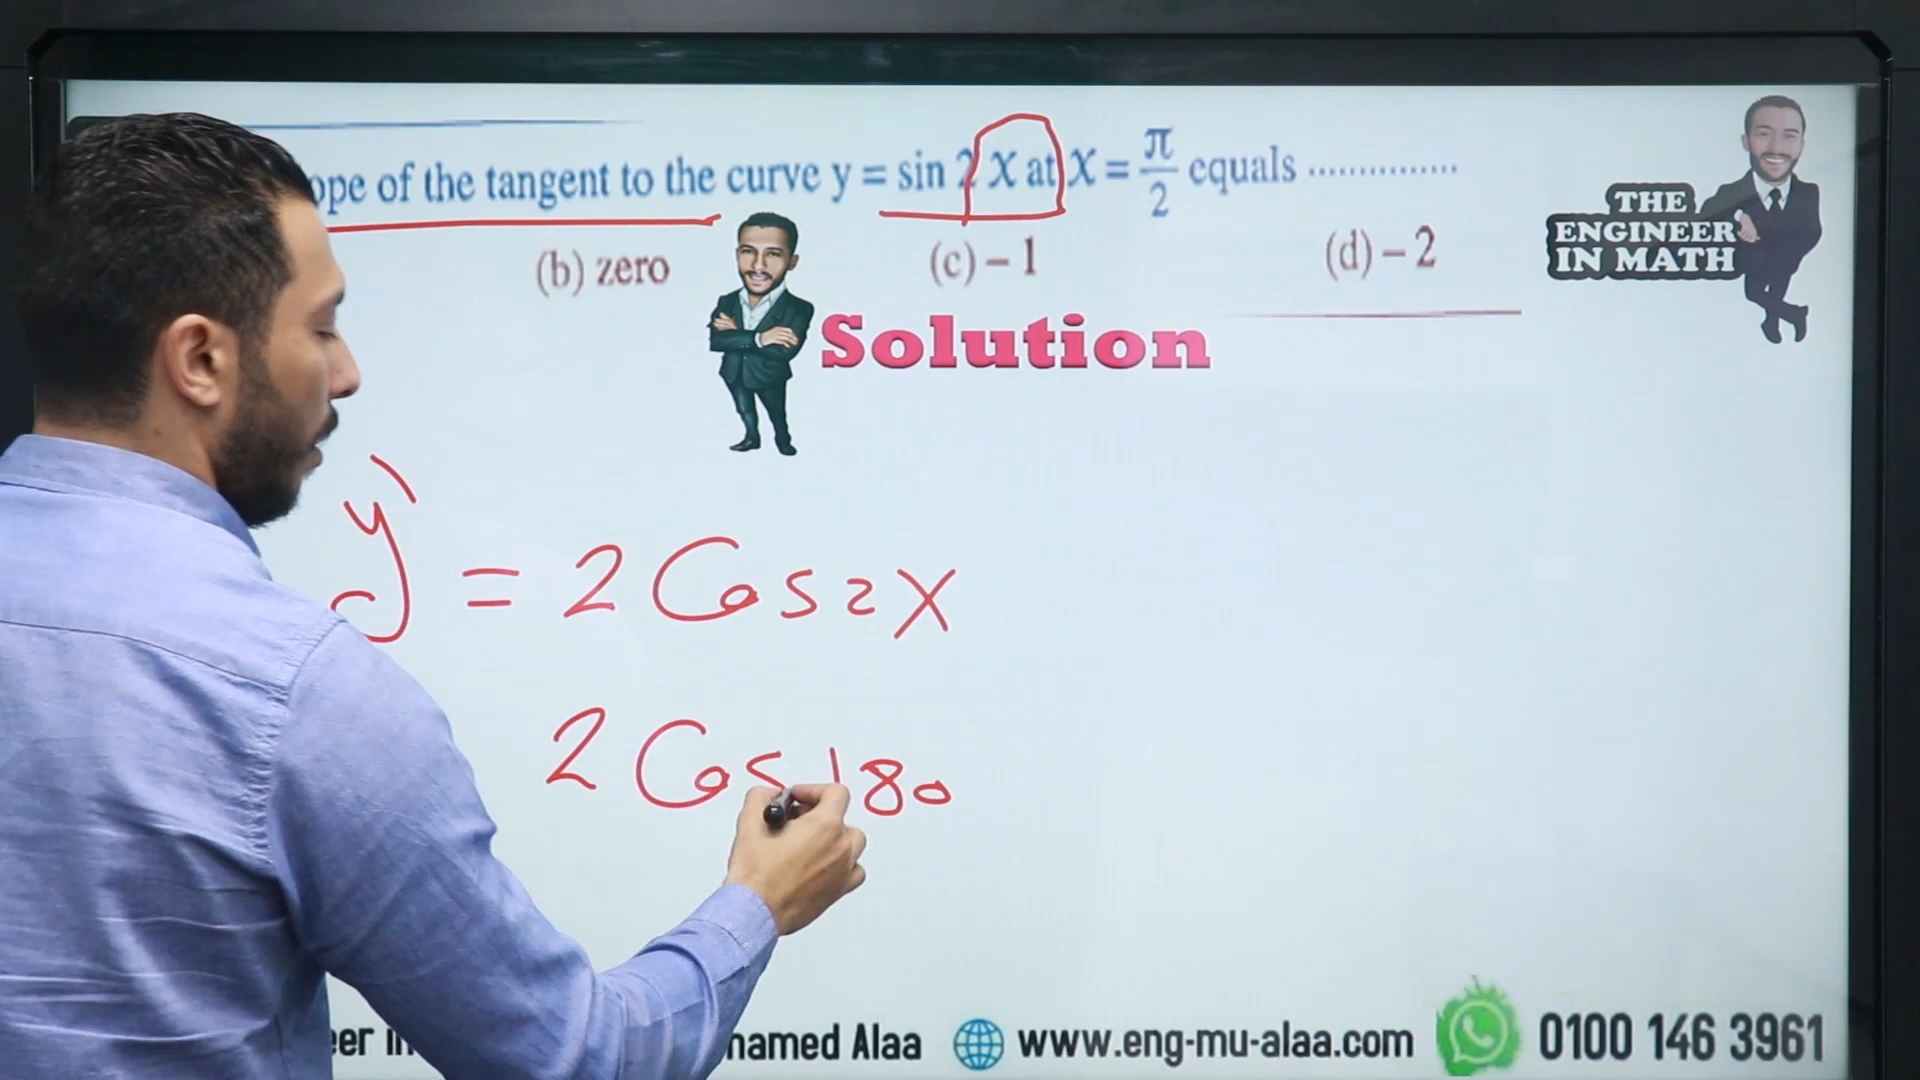 ope of the tangent to the curve y = sin 2 X at X = π/2 equals ...............
(b) zero
(c) – 1
(d) – 2
THE
ENGINEER
IN MATH
Solution
y' = 2 Cos 2 X
2 Cos 180
eer in
hamed Alaa
www.eng-mu-alaa.com
0100 146 3961